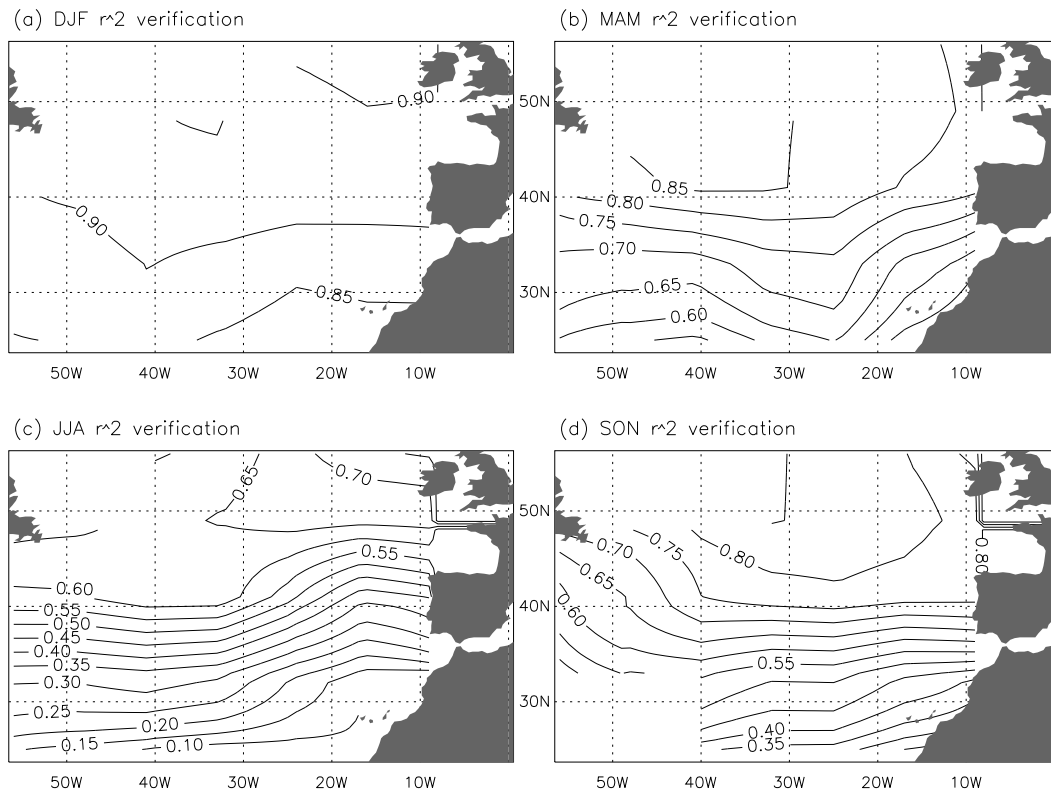 (a) DJF r^2 verification
(b) MAM r^2 verification
0.90
0.90
0.85
50N
40N
30N
0.85
0.80
0.75
0.70
0.65
0.60
50W 40W 30W 20W 10W
50W 40W 30W 20W 10W
(c) JJA r^2 verification
(d) SON r^2 verification
0.70
0.65
0.55
0.60
0.55
0.50
0.45
0.40
0.35
0.30
0.25
0.20
0.15
0.10
50N
40N
30N
0.70
0.75
0.80
0.80
0.65
0.60
0.55
0.40
0.35
50W 40W 30W 20W 10W
50W 40W 30W 20W 10W